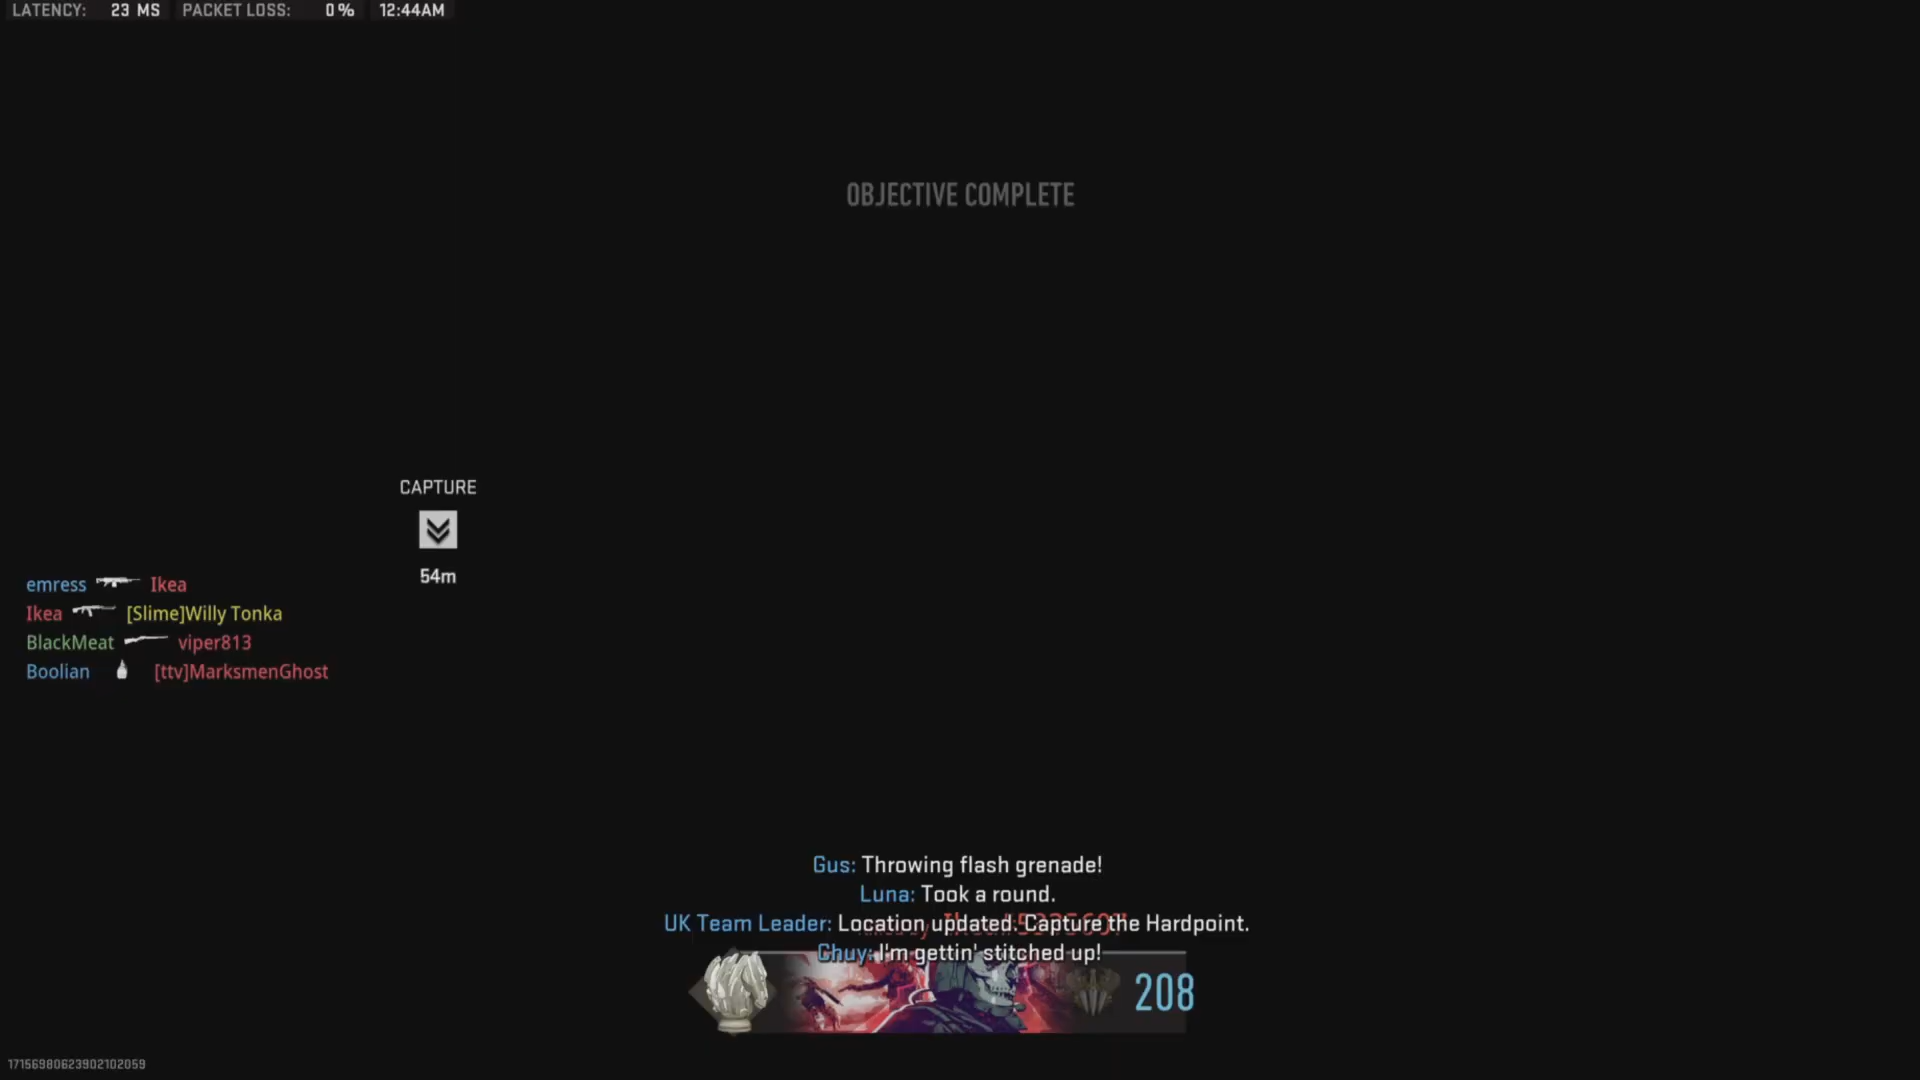 LATENCY: 23 MS PACKET LOSS: 0% 12:44AM
OBJECTIVE COMPLETE
CAPTURE
54m
emress Ikea
Ikea [Slime]Willy Tonka
BlackMeat viper813
Boolian [ttv]MarksmenGhost
Gus: Throwing flash grenade!
Luna: Took a round.
UK Team Leader: Location updated. Capture the Hardpoint.
Chuy: I'm gettin' stitched up!
208
17156980623902102059